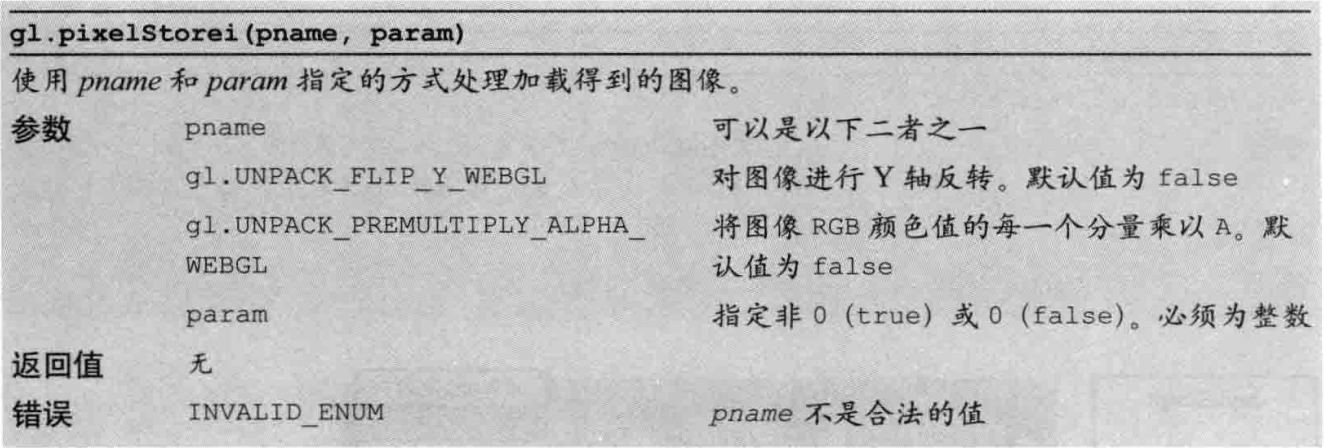 gl.pixelStorei(pname, param)
使用 pname 和 param 指定的方式处理加载得到的图像。
参数 pname 可以是以下二者之一
gl.UNPACK_FLIP_Y_WEBGL 对图像进行 Y 轴反转。默认值为 false
gl.UNPACK_PREMULTIPLY_ALPHA_ 将图像 RGB 颜色值的每一个分量乘以 A。默
WEBGL 认值为 false
param 指定非 0 (true) 或 0 (false)。必须为整数
返回值 无
错误 INVALID_ENUM pname 不是合法的值